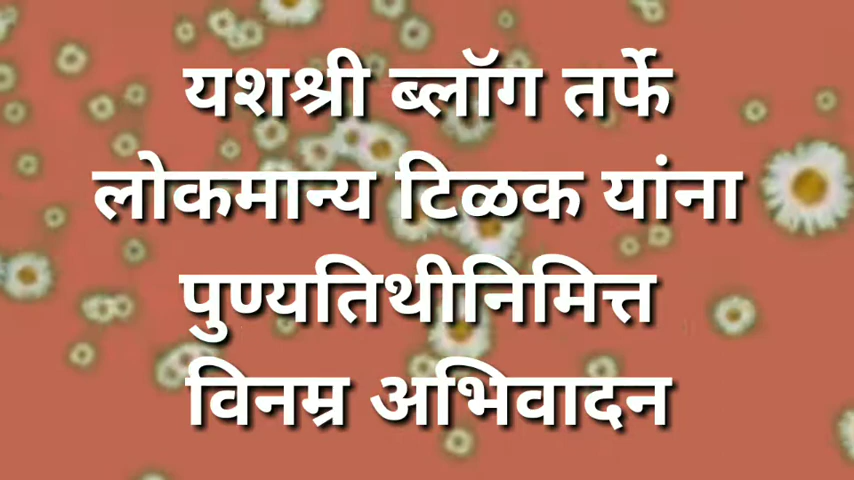 यशश्री ब्लॉग तर्फे
लोकमान्य टिळक यांना
पुण्यतिथीनिमित्त
विनम्र अभिवादन